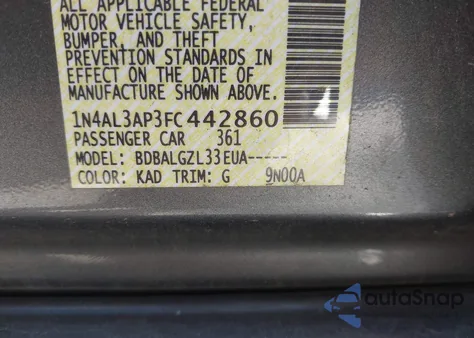 ALL APPLICABLE FEDERAL
MOTOR VEHICLE SAFETY,
BUMPER, AND THEFT
PREVENTION STANDARDS IN
EFFECT ON THE DATE OF
MANUFACTURE SHOWN ABOVE.
1N4AL3AP3FC442860
PASSENGER CAR 361
MODEL: BDBALGZL33EUA-----
COLOR: KAD TRIM: G 9N00A
autoSnap